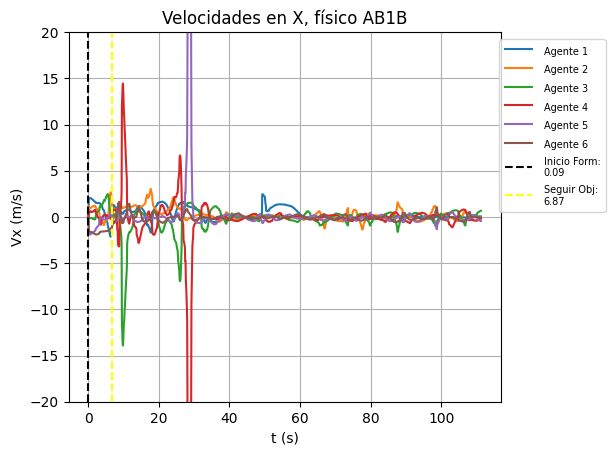 Velocidades en X, físico AB1B
20
15
10
5
0
−5
−10
−15
−20
Vx (m/s)
0
20
40
60
80
100
t (s)
Agente 1
Agente 2
Agente 3
Agente 4
Agente 5
Agente 6
Inicio Form:
0.09
Seguir Obj:
6.87